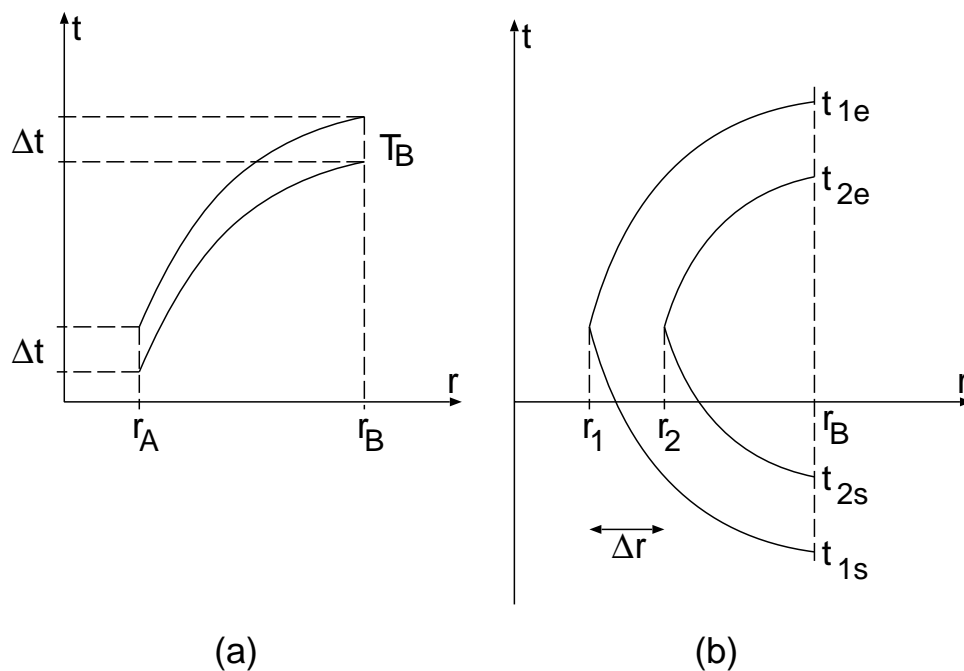 t
Δt
T_B
Δt
r
r_A
r_B
(a)
t
t_1e
t_2e
r
r_1
r_2
r_B
t_2s
Δr
t_1s
(b)